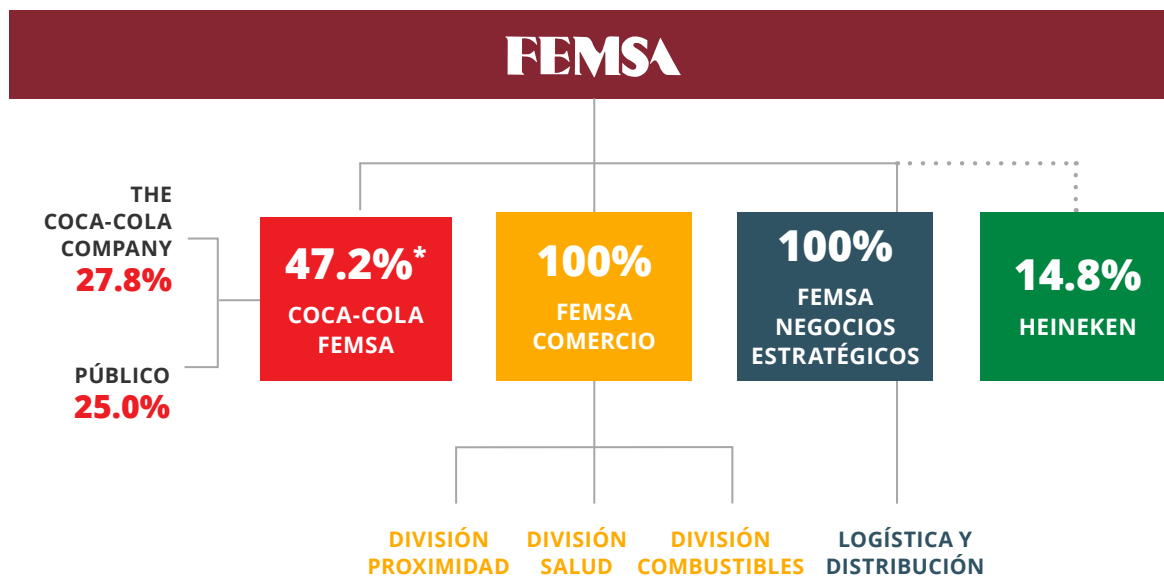 FEMSA
THE
COCA-COLA
COMPANY
27.8%
PÚBLICO
25.0%
47.2%*
COCA-COLA
FEMSA
100%
FEMSA
COMERCIO
100%
FEMSA
NEGOCIOS
ESTRATÉGICOS
14.8%
HEINEKEN
DIVISIÓN
PROXIMIDAD
DIVISIÓN
SALUD
DIVISIÓN
COMBUSTIBLES
LOGÍSTICA Y
DISTRIBUCIÓN